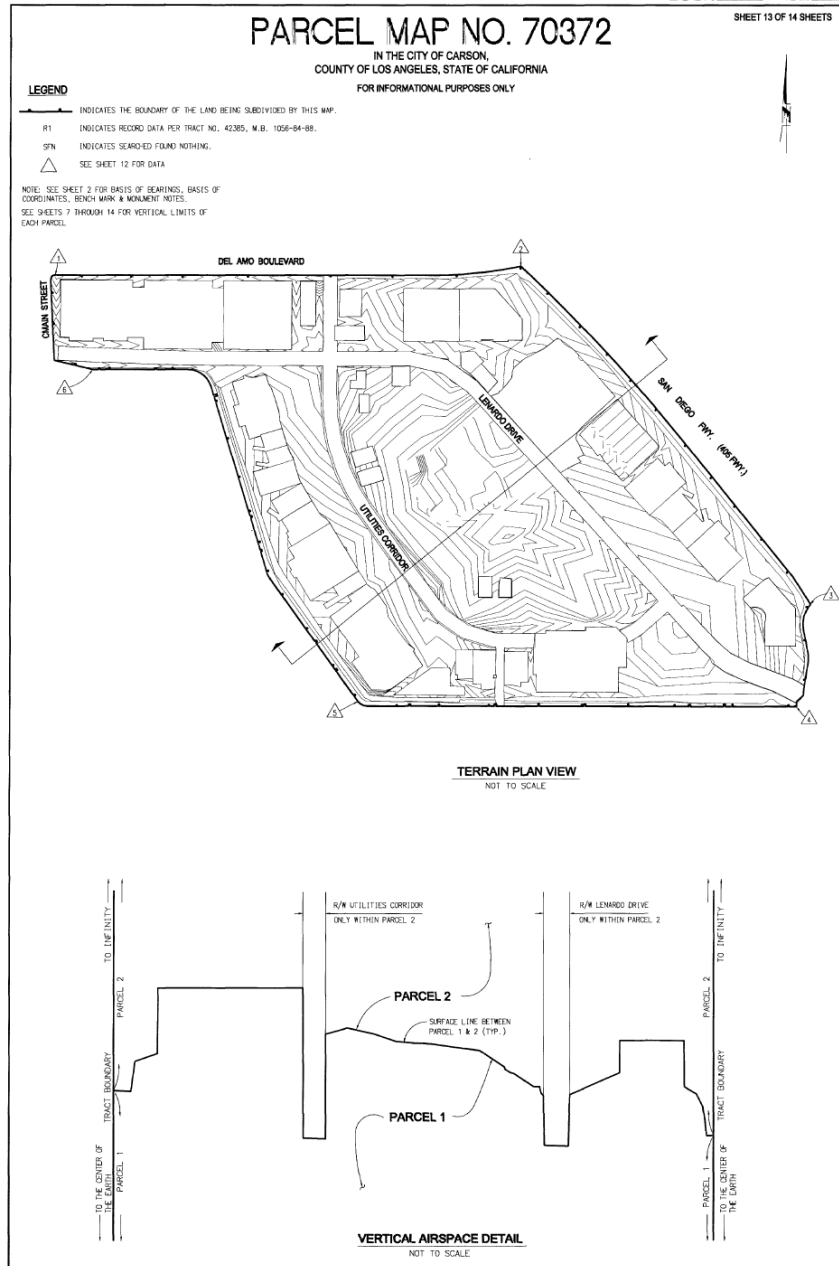 SHEET 13 OF 14 SHEETS
PARCEL MAP NO. 70372
IN THE CITY OF CARSON,
COUNTY OF LOS ANGELES, STATE OF CALIFORNIA
FOR INFORMATIONAL PURPOSES ONLY
LEGEND
INDICATES THE BOUNDARY OF THE LAND BEING SUBDIVIDED BY THIS MAP.
R1 INDICATES RECORD DATA PER TRACT NO. 42385, M.B. 1056-84-88.
SFN INDICATES SEARCHED FOUND NOTHING.
SEE SHEET 12 FOR DATA
NOTE: SEE SHEET 2 FOR BASIS OF BEARINGS, BASIS OF
COORDINATES, BENCH MARK & MONUMENT NOTES.
SEE SHEETS 7 THROUGH 14 FOR VERTICAL LIMITS OF
EACH PARCEL
N
1
DEL AMO BOULEVARD
2
CMAIN STREET
6
LENARDO DRIVE
SAN DIEGO FWY. (405 FWY.)
UTILITIES CORRIDOR
3
5
4
TERRAIN PLAN VIEW
NOT TO SCALE
TO INFINITY
PARCEL 2
TRACT BOUNDARY
PARCEL 1
TO THE CENTER OF
THE EARTH
R/W UTILITIES CORRIDOR
ONLY WITHIN PARCEL 2
R/W LENARDO DRIVE
ONLY WITHIN PARCEL 2
PARCEL 2
SURFACE LINE BETWEEN
PARCEL 1 & 2 (TYP.)
PARCEL 1
TO INFINITY
PARCEL 2
TRACT BOUNDARY
PARCEL 1
TO THE CENTER OF
THE EARTH
VERTICAL AIRSPACE DETAIL
NOT TO SCALE